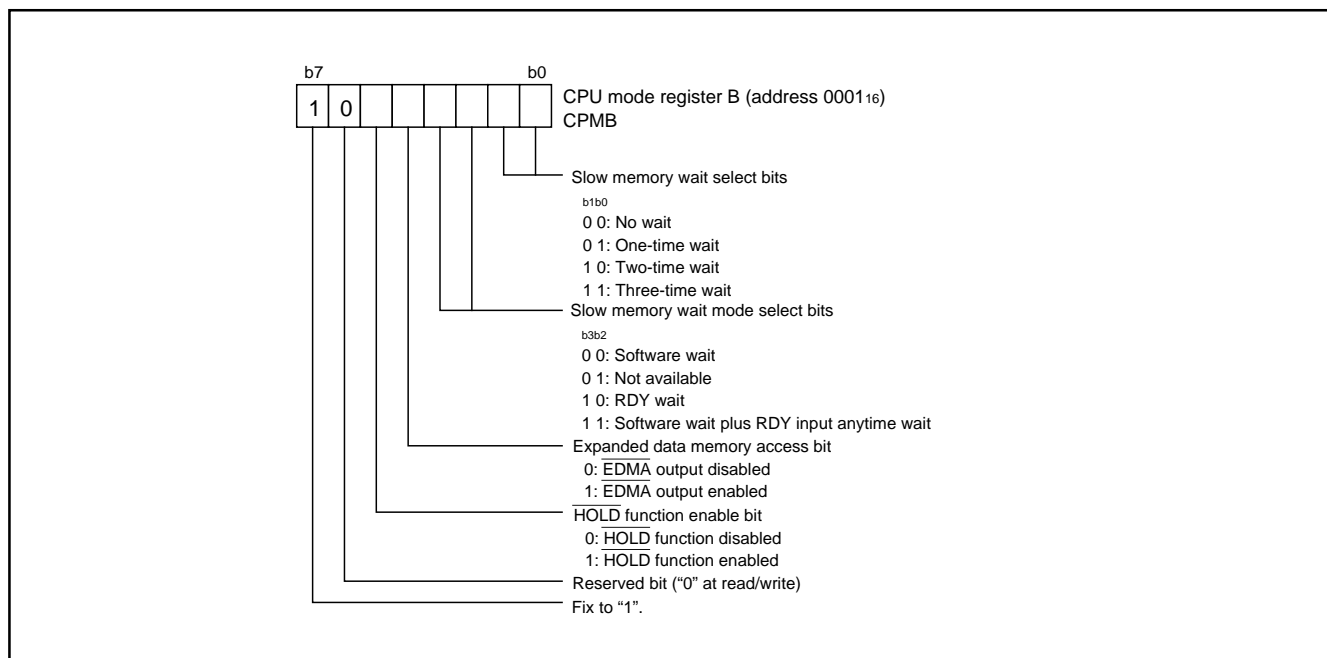 b7 b0
1 0 CPU mode register B (address 0001₁₆)
CPMB
Slow memory wait select bits
b1b0
0 0: No wait
0 1: One-time wait
1 0: Two-time wait
1 1: Three-time wait
Slow memory wait mode select bits
b3b2
0 0: Software wait
0 1: Not available
1 0: RDY wait
1 1: Software wait plus RDY input anytime wait
Expanded data memory access bit
0: EDMA output disabled
1: EDMA output enabled
HOLD function enable bit
0: HOLD function disabled
1: HOLD function enabled
Reserved bit (“0” at read/write)
Fix to “1”.